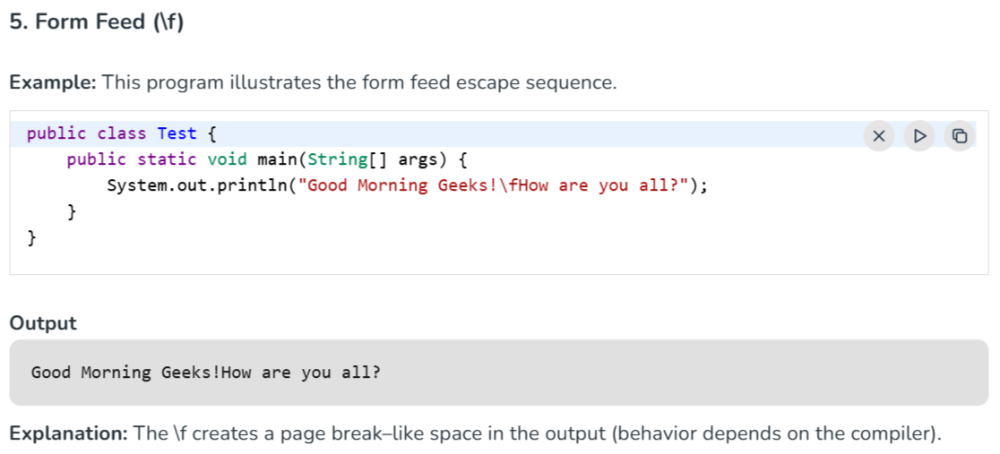 5. Form Feed (\f)
Example: This program illustrates the form feed escape sequence.
public class Test {
    public static void main(String[] args) {
        System.out.println("Good Morning Geeks!\fHow are you all?");
    }
}
Output
Good Morning Geeks!How are you all?
Explanation: The \f creates a page break–like space in the output (behavior depends on the compiler).